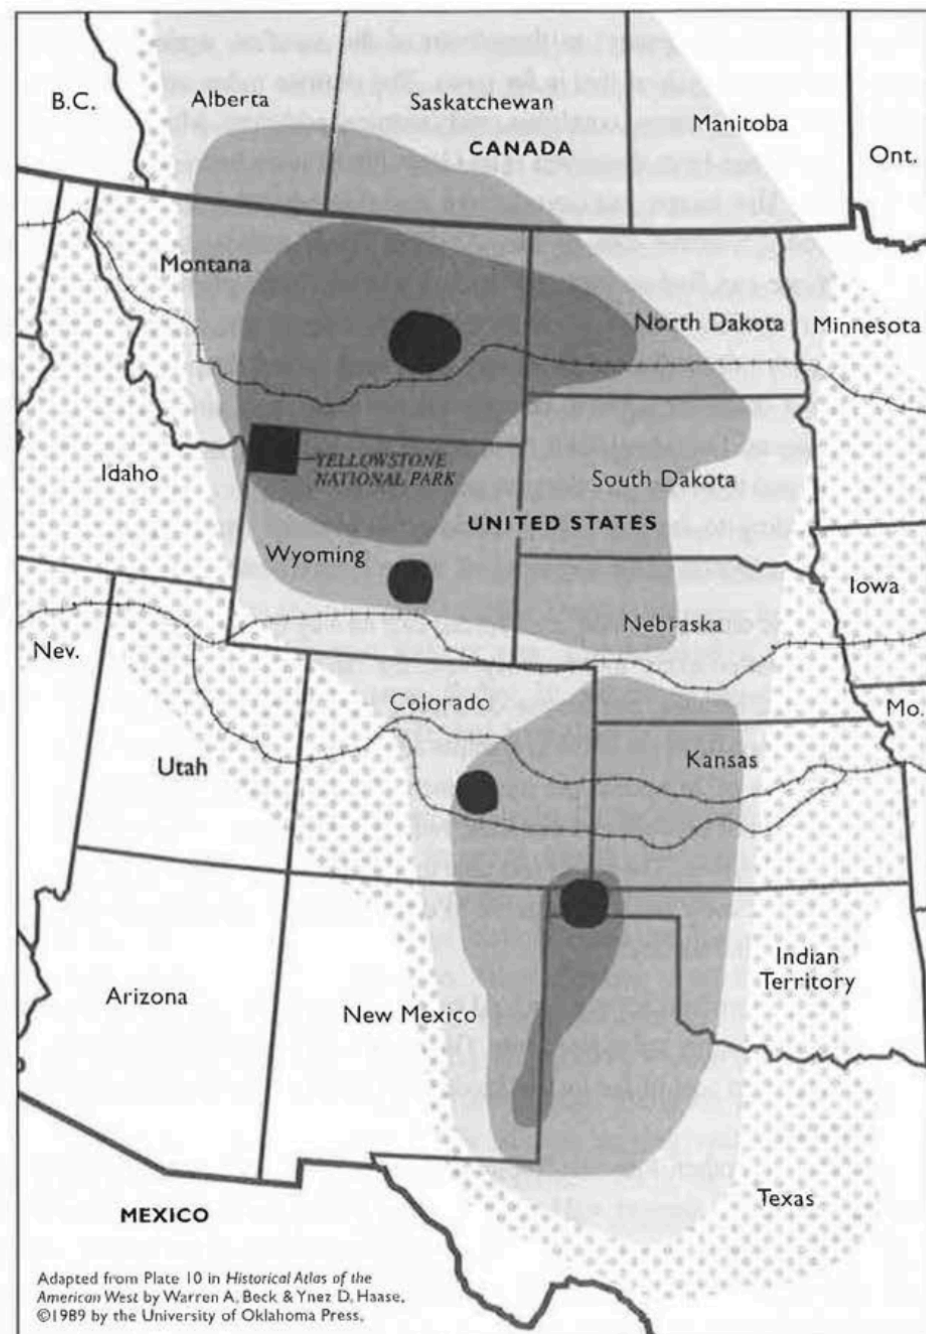 B.C.
Alberta
Saskatchewan
Manitoba
CANADA
Ont.
Montana
North Dakota
Minnesota
YELLOWSTONE
NATIONAL PARK
Idaho
South Dakota
UNITED STATES
Wyoming
Iowa
Nebraska
Nev.
Colorado
Mo.
Utah
Kansas
Indian
Territory
Arizona
New Mexico
Texas
MEXICO
Adapted from Plate 10 in Historical Atlas of the
American West by Warren A. Beck & Ynez D. Haase.
©1989 by the University of Oklahoma Press.